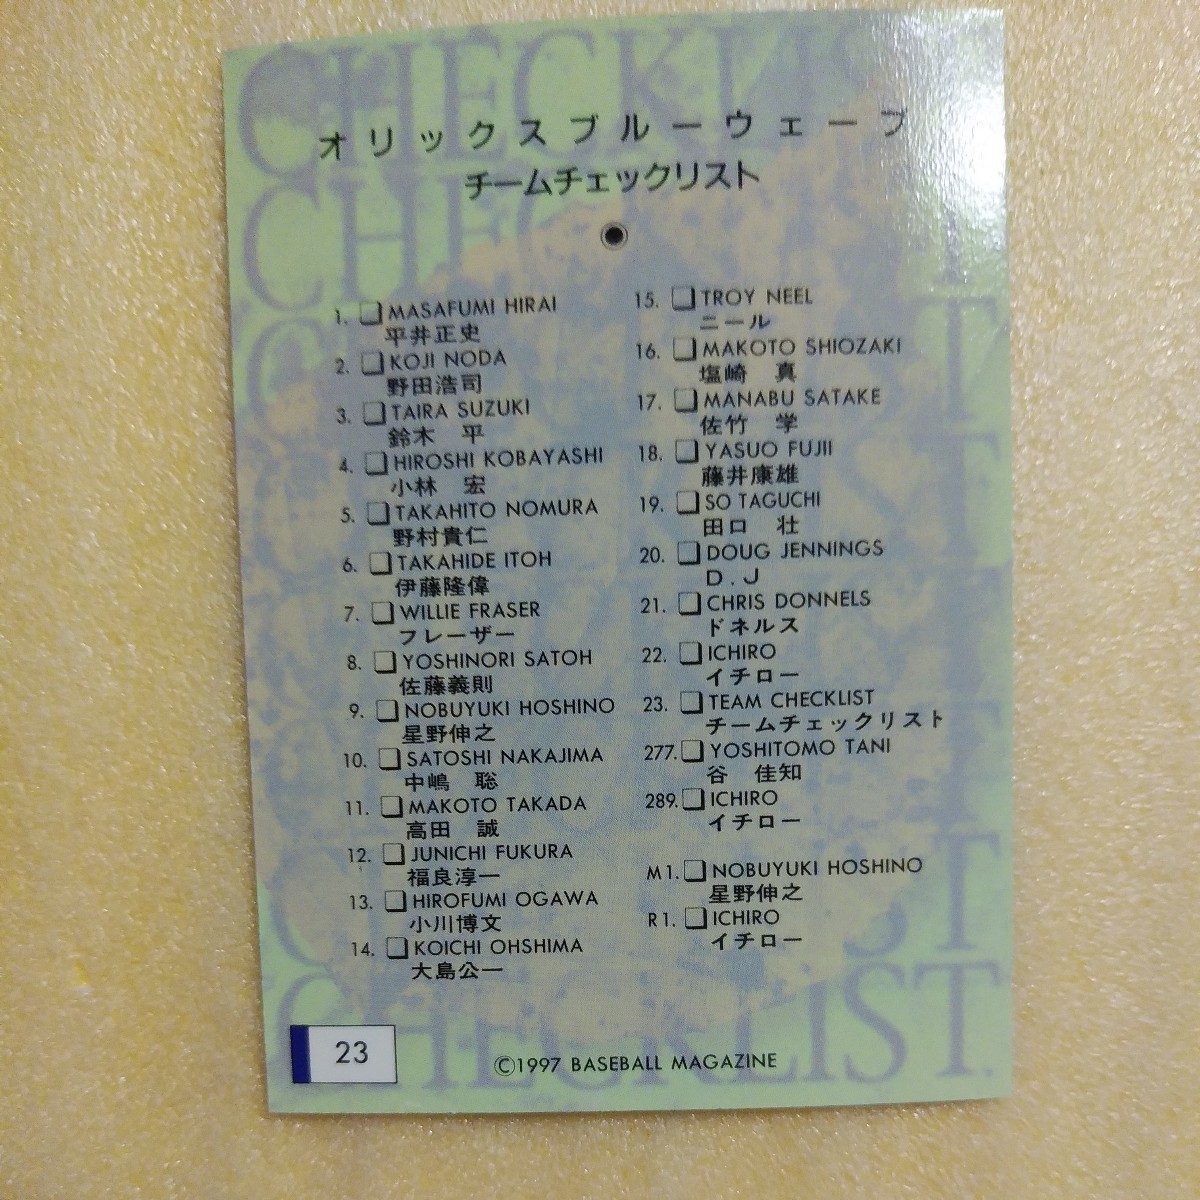 CHECKLIST
オリックスブルーウェーブ
チームチェックリスト
1. MASAFUMI HIRAI
平井正史
2. KOJI NODA
野田浩司
3. TAIRA SUZUKI
鈴木 平
4. HIROSHI KOBAYASHI
小林 宏
5. TAKAHITO NOMURA
野村貴仁
6. TAKAHIDE ITOH
伊藤隆偉
7. WILLIE FRASER
フレーザー
8. YOSHINORI SATOH
佐藤義則
9. NOBUYUKI HOSHINO
星野伸之
10. SATOSHI NAKAJIMA
中嶋 聡
11. MAKOTO TAKADA
高田 誠
12. JUNICHI FUKURA
福良淳一
13. HIROFUMI OGAWA
小川博文
14. KOICHI OHSHIMA
大島公一
15. TROY NEEL
ニール
16. MAKOTO SHIOZAKI
塩崎 真
17. MANABU SATAKE
佐竹 学
18. YASUO FUJII
藤井康雄
19. SO TAGUCHI
田口 壮
20. DOUG JENNINGS
D.J
21. CHRIS DONNELS
ドネルス
22. ICHIRO
イチロー
23. TEAM CHECKLIST
チームチェックリスト
277. YOSHITOMO TANI
谷 佳知
289. ICHIRO
イチロー
M1. NOBUYUKI HOSHINO
星野伸之
R1. ICHIRO
イチロー
CHECKLIST
23
©1997 BASEBALL MAGAZINE